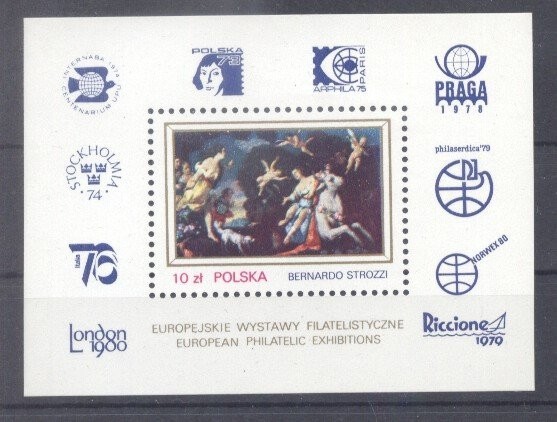 INTERNABA 1974
CENTENARIUM UPU
POLSKA
73
ARPHILA 75
PARIS
PRAGA
1978
STOCKHOLMIA
74
philaserdica'79
Italia
76
NORWEX 80
10 zł POLSKA
BERNARDO STROZZI
London
1980
EUROPEJSKIE WYSTAWY FILATELISTYCZNE
EUROPEAN PHILATELIC EXHIBITIONS
Riccione
1979